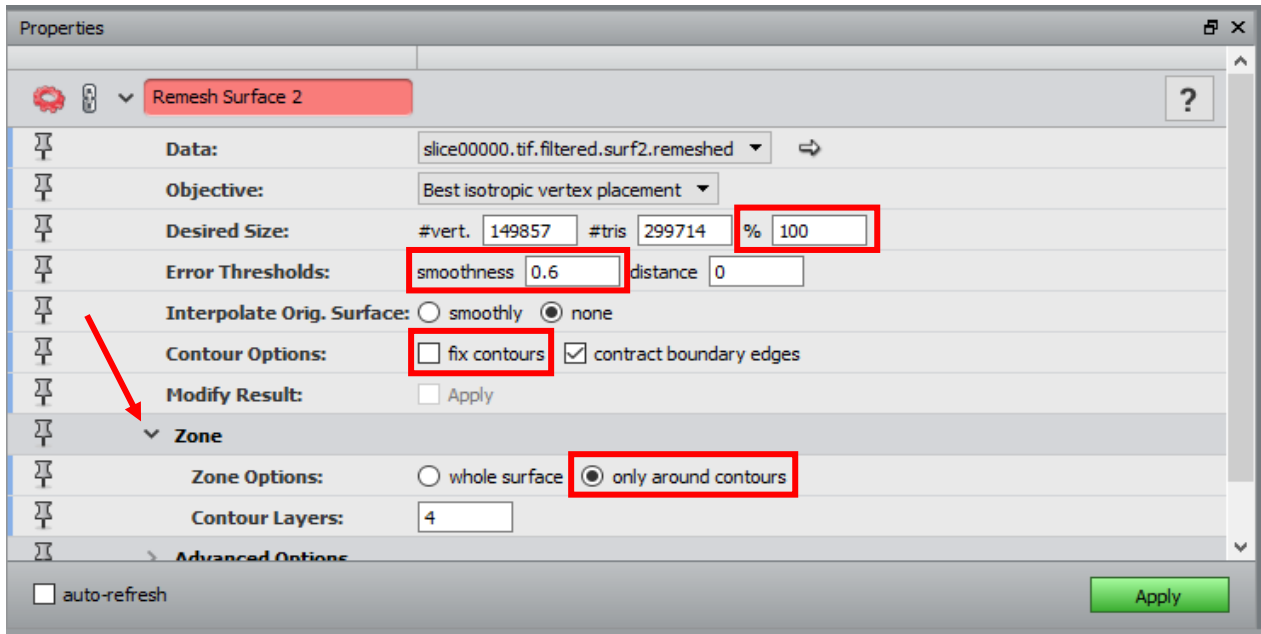 Properties
Remesh Surface 2 ?
Data: slice00000.tif.filtered.surf2.remeshed
Objective: Best isotropic vertex placement
Desired Size: #vert. 149857 #tris 299714 % 100
Error Thresholds: smoothness 0.6 distance 0
Interpolate Orig. Surface: smoothly none
Contour Options: fix contours contract boundary edges
Modify Result: Apply
Zone
Zone Options: whole surface only around contours
Contour Layers: 4
Advanced Options
auto-refresh Apply